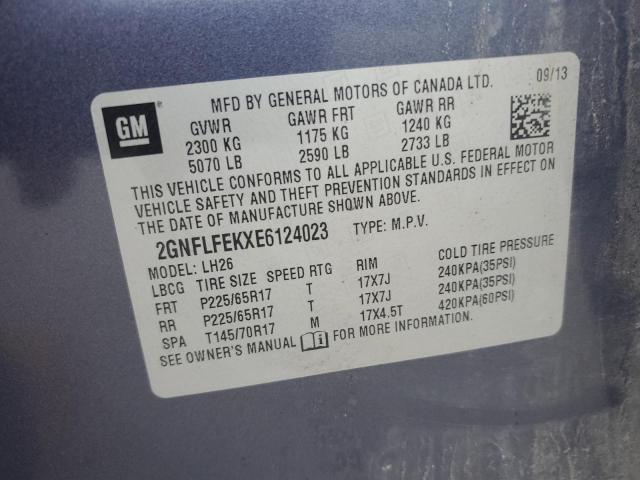 MFD BY GENERAL MOTORS OF CANADA LTD. 09/13
GM
GVWR GAWR FRT GAWR RR
2300 KG 1175 KG 1240 KG
5070 LB 2590 LB 2733 LB
THIS VEHICLE CONFORMS TO ALL APPLICABLE U.S. FEDERAL MOTOR
VEHICLE SAFETY AND THEFT PREVENTION STANDARDS IN EFFECT ON
THE DATE OF MANUFACTURE SHOWN ABOVE.
2GNFLFEKXE6124023 TYPE: M.P.V.
MODEL: LH26
LBCG TIRE SIZE SPEED RTG RIM COLD TIRE PRESSURE
FRT P225/65R17 T 17X7J 240KPA(35PSI)
RR P225/65R17 T 17X7J 240KPA(35PSI)
SPA T145/70R17 M 17X4.5T 420KPA(60PSI)
SEE OWNER'S MANUAL FOR MORE INFORMATION.